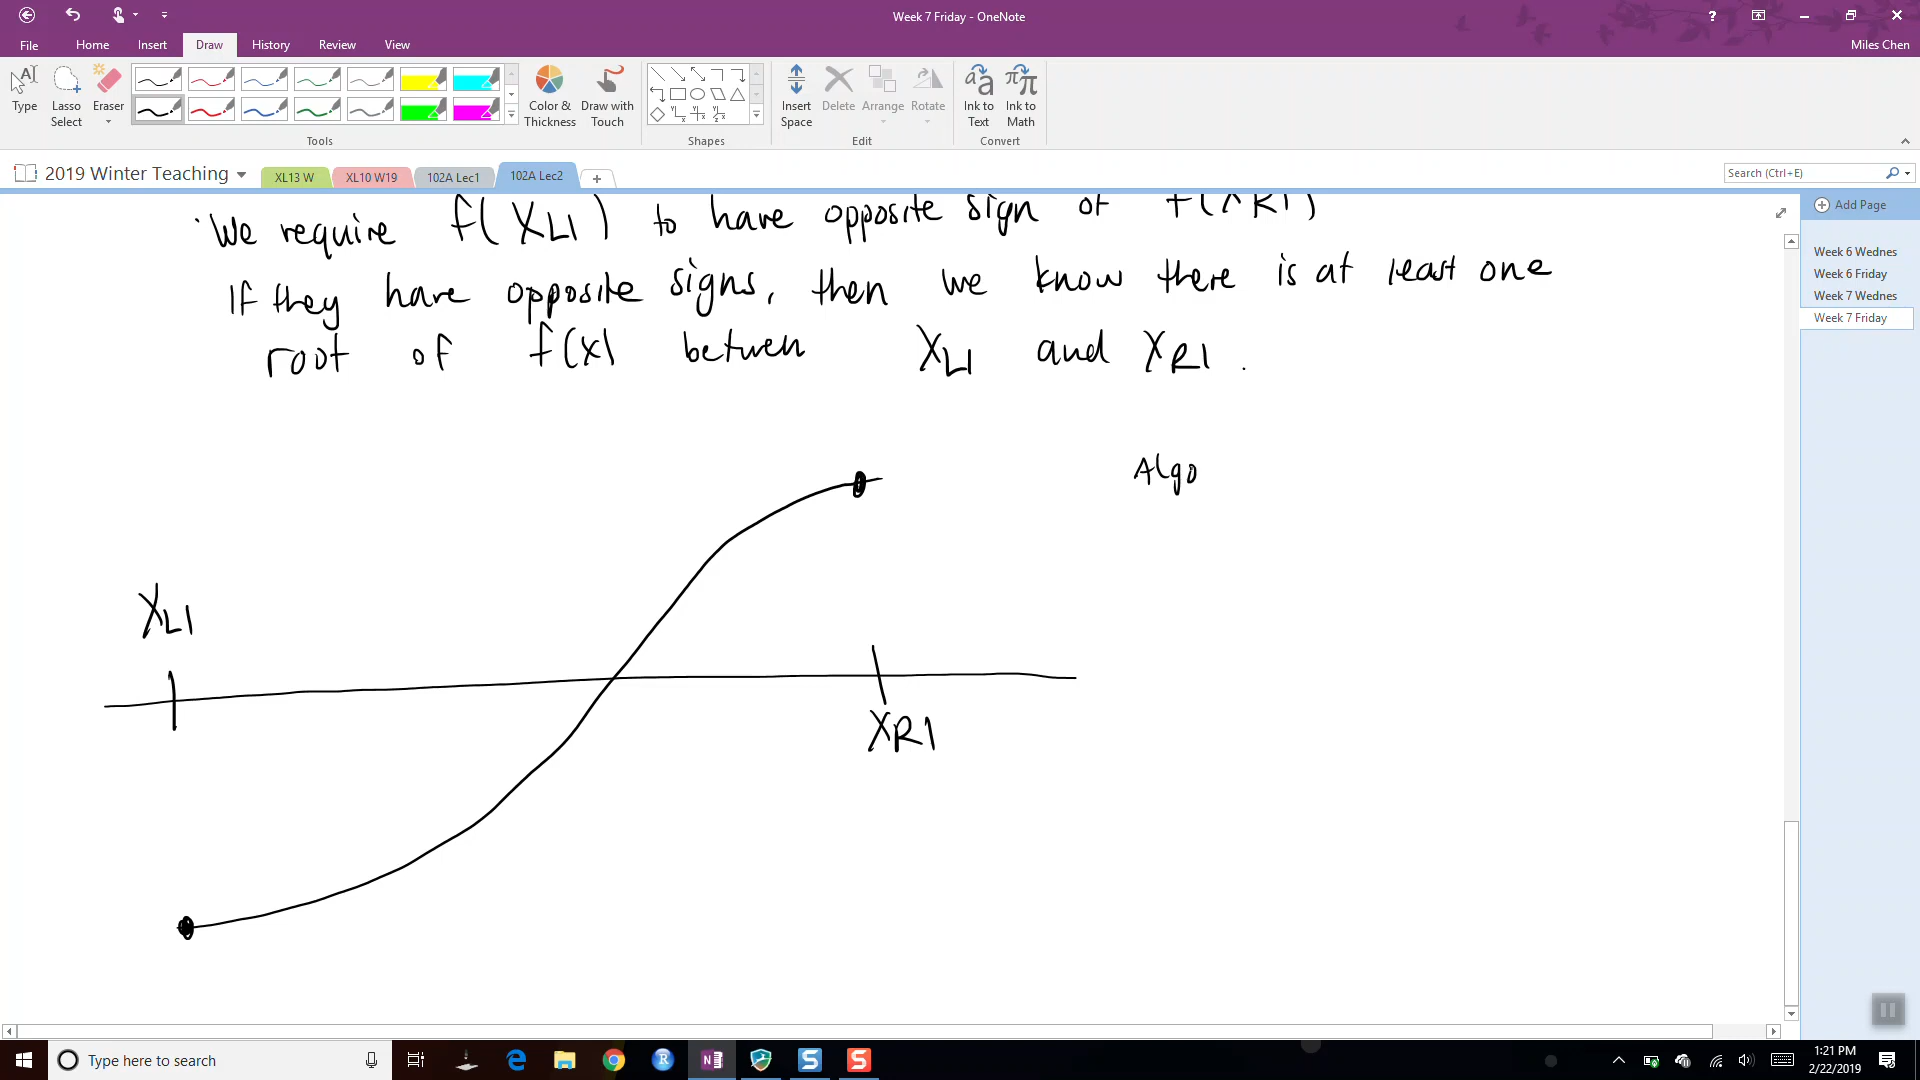 Week 7 Friday - OneNote
?
File Home Insert Draw History Review View
Miles Chen
Type
Lasso Select
Eraser
Color & Thickness
Draw with Touch
Insert Space
Delete
Arrange
Rotate
Ink to Text
Ink to Math
Tools Shapes Edit Convert
2019 Winter Teaching XL13 W XL10 W19 102A Lec1 102A Lec2 +
Search (Ctrl+E)
Add Page
Week 6 Wednes
Week 6 Friday
Week 7 Wednes
Week 7 Friday
We require f(XL1) to have opposite sign of f(XR1)
If they have opposite signs, then we know there is at least one
root of f(x) between XL1 and XR1.
Algo
XL1
XR1
Type here to search
1:21 PM
2/22/2019